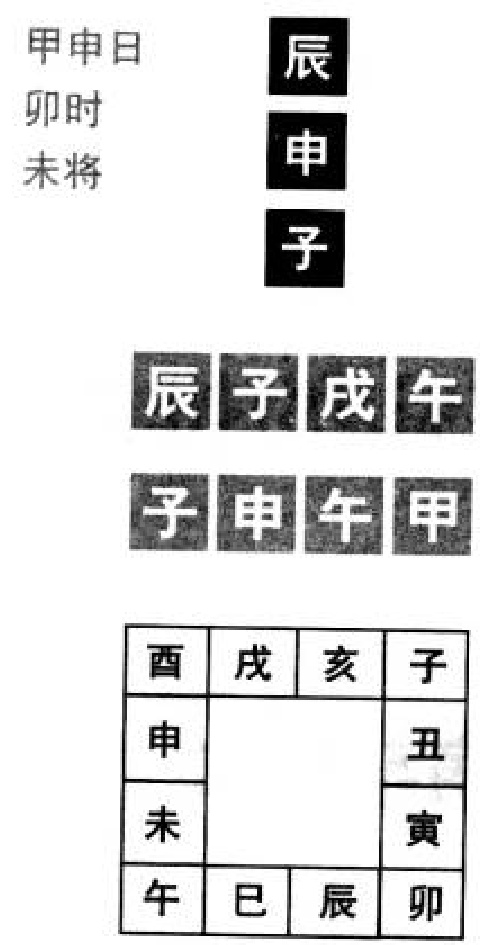 甲申日
卯时
未将
辰
申
子
辰 子 戌 午
子 申 午 甲
酉 戌 亥 子
申 丑
未 寅
午 巳 辰 卯